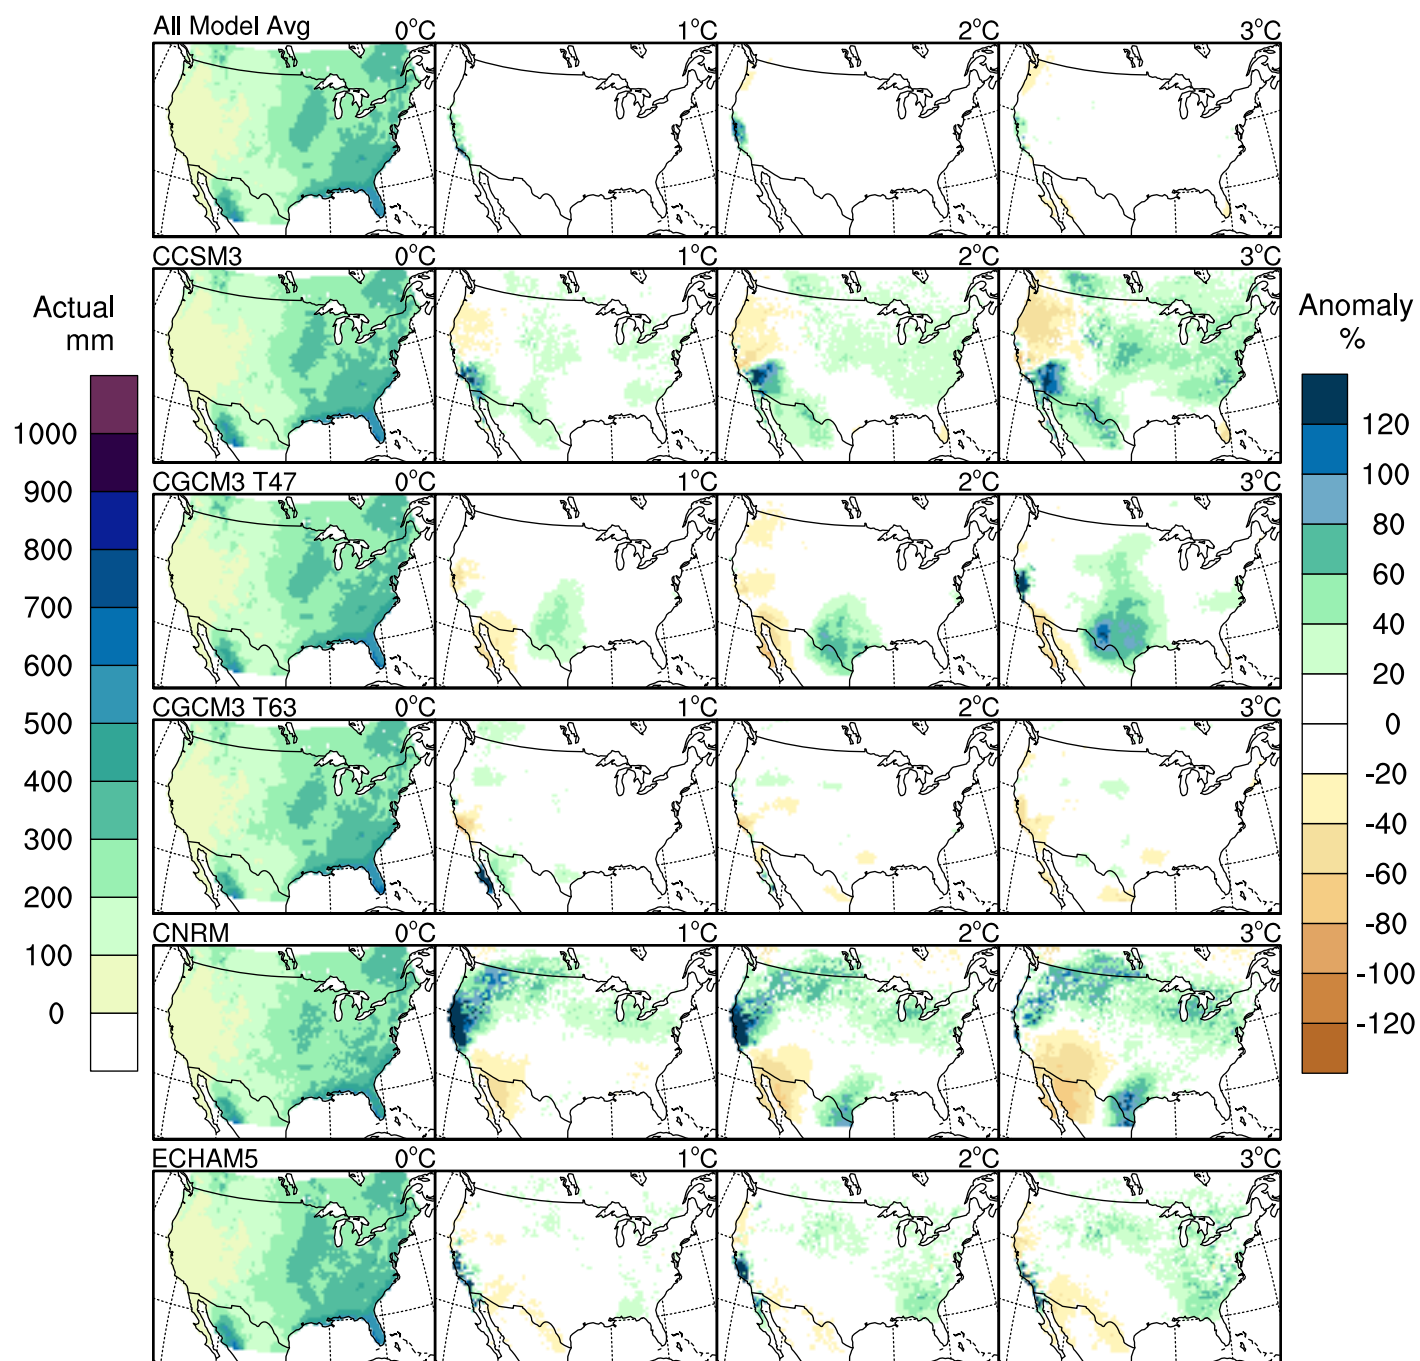 All Model Avg 0°C 1°C 2°C 3°C
CCSM3 0°C 1°C 2°C 3°C
Actual
mm
1000
900
800
700
600
500
400
300
200
100
0
CGCM3 T47 0°C 1°C 2°C 3°C
CGCM3 T63 0°C 1°C 2°C 3°C
CNRM 0°C 1°C 2°C 3°C
ECHAM5 0°C 1°C 2°C 3°C
Anomaly
%
120
100
80
60
40
20
0
-20
-40
-60
-80
-100
-120